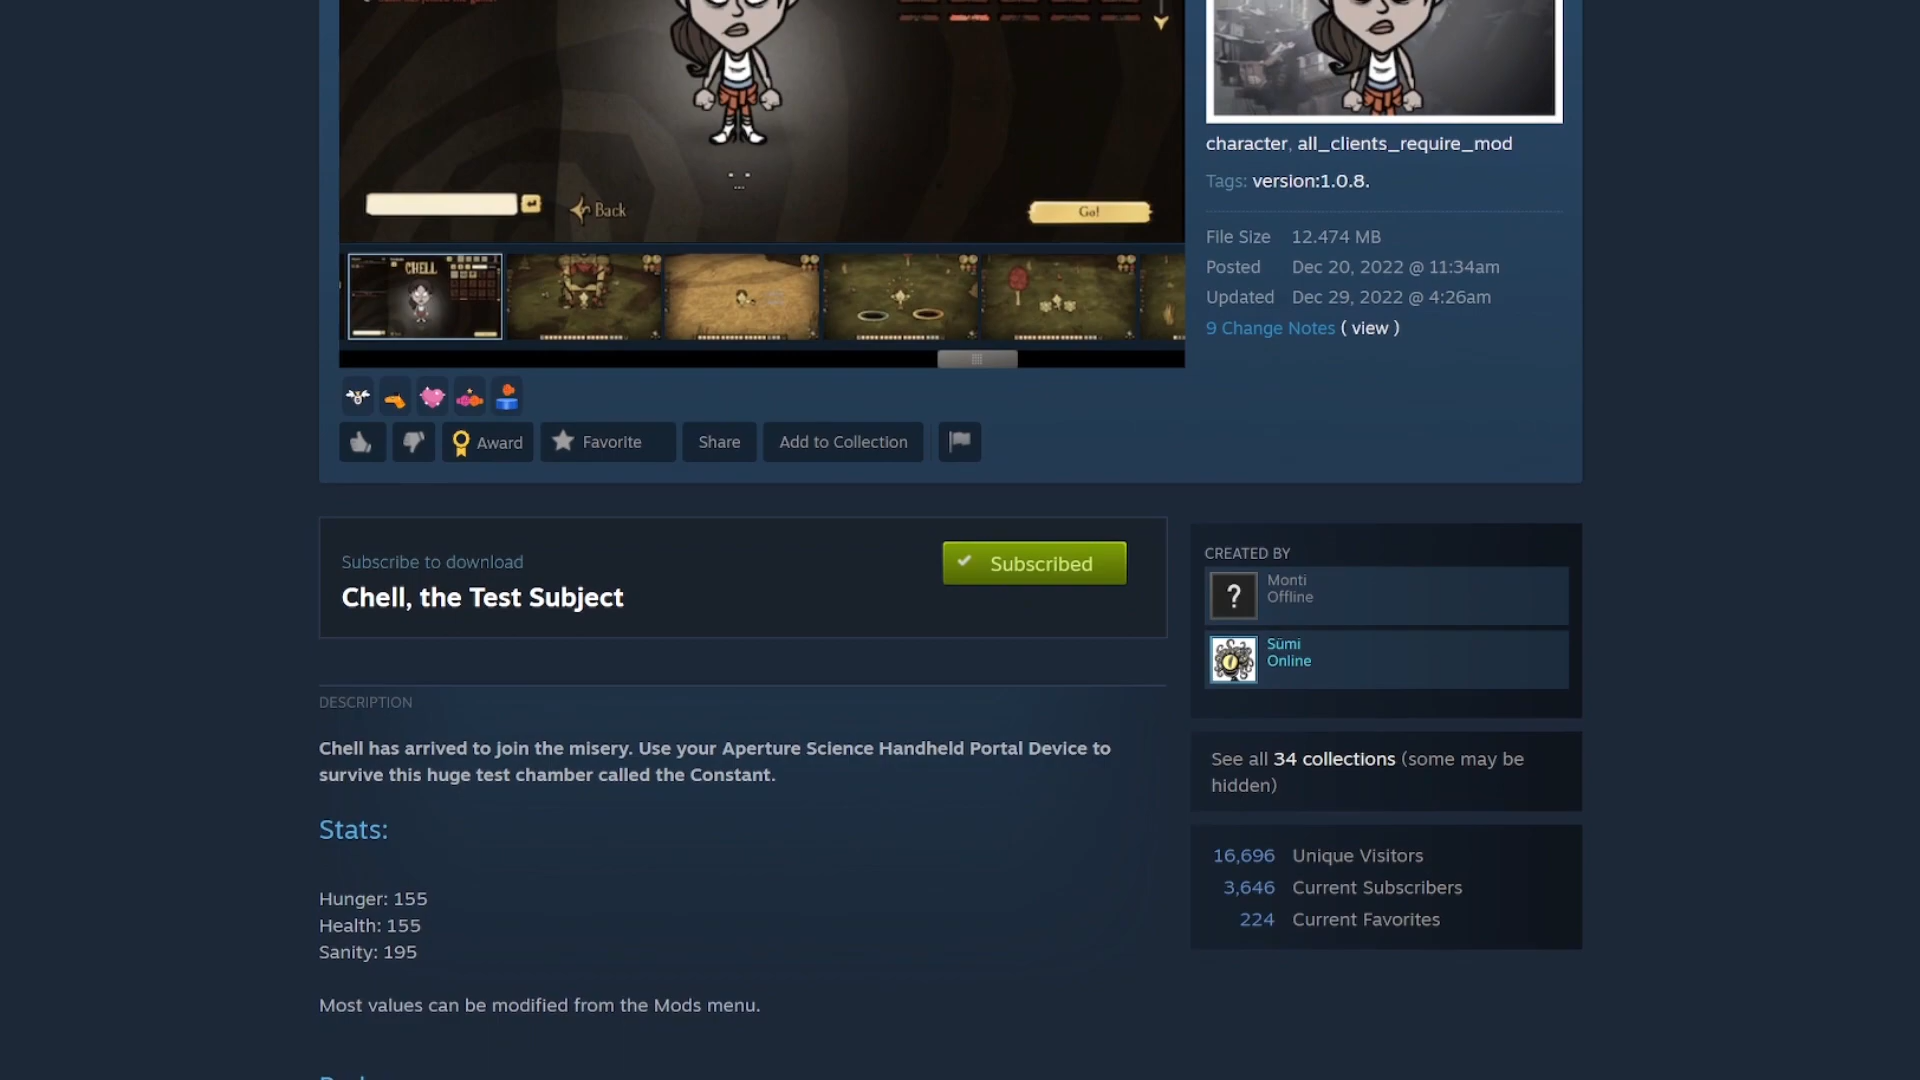 Back
Go!
CHELL
character, all_clients_require_mod
Tags: version:1.0.8.
File Size 12.474 MB
Posted Dec 20, 2022 @ 11:34am
Updated Dec 29, 2022 @ 4:26am
9 Change Notes ( view )
Award
Favorite
Share
Add to Collection
Subscribe to download
Chell, the Test Subject
Subscribed
CREATED BY
Monti
Offline
Sümi
Online
DESCRIPTION
Chell has arrived to join the misery. Use your Aperture Science Handheld Portal Device to
survive this huge test chamber called the Constant.
See all 34 collections (some may be
hidden)
Stats:
16,696 Unique Visitors
3,646 Current Subscribers
224 Current Favorites
Hunger: 155
Health: 155
Sanity: 195
Most values can be modified from the Mods menu.